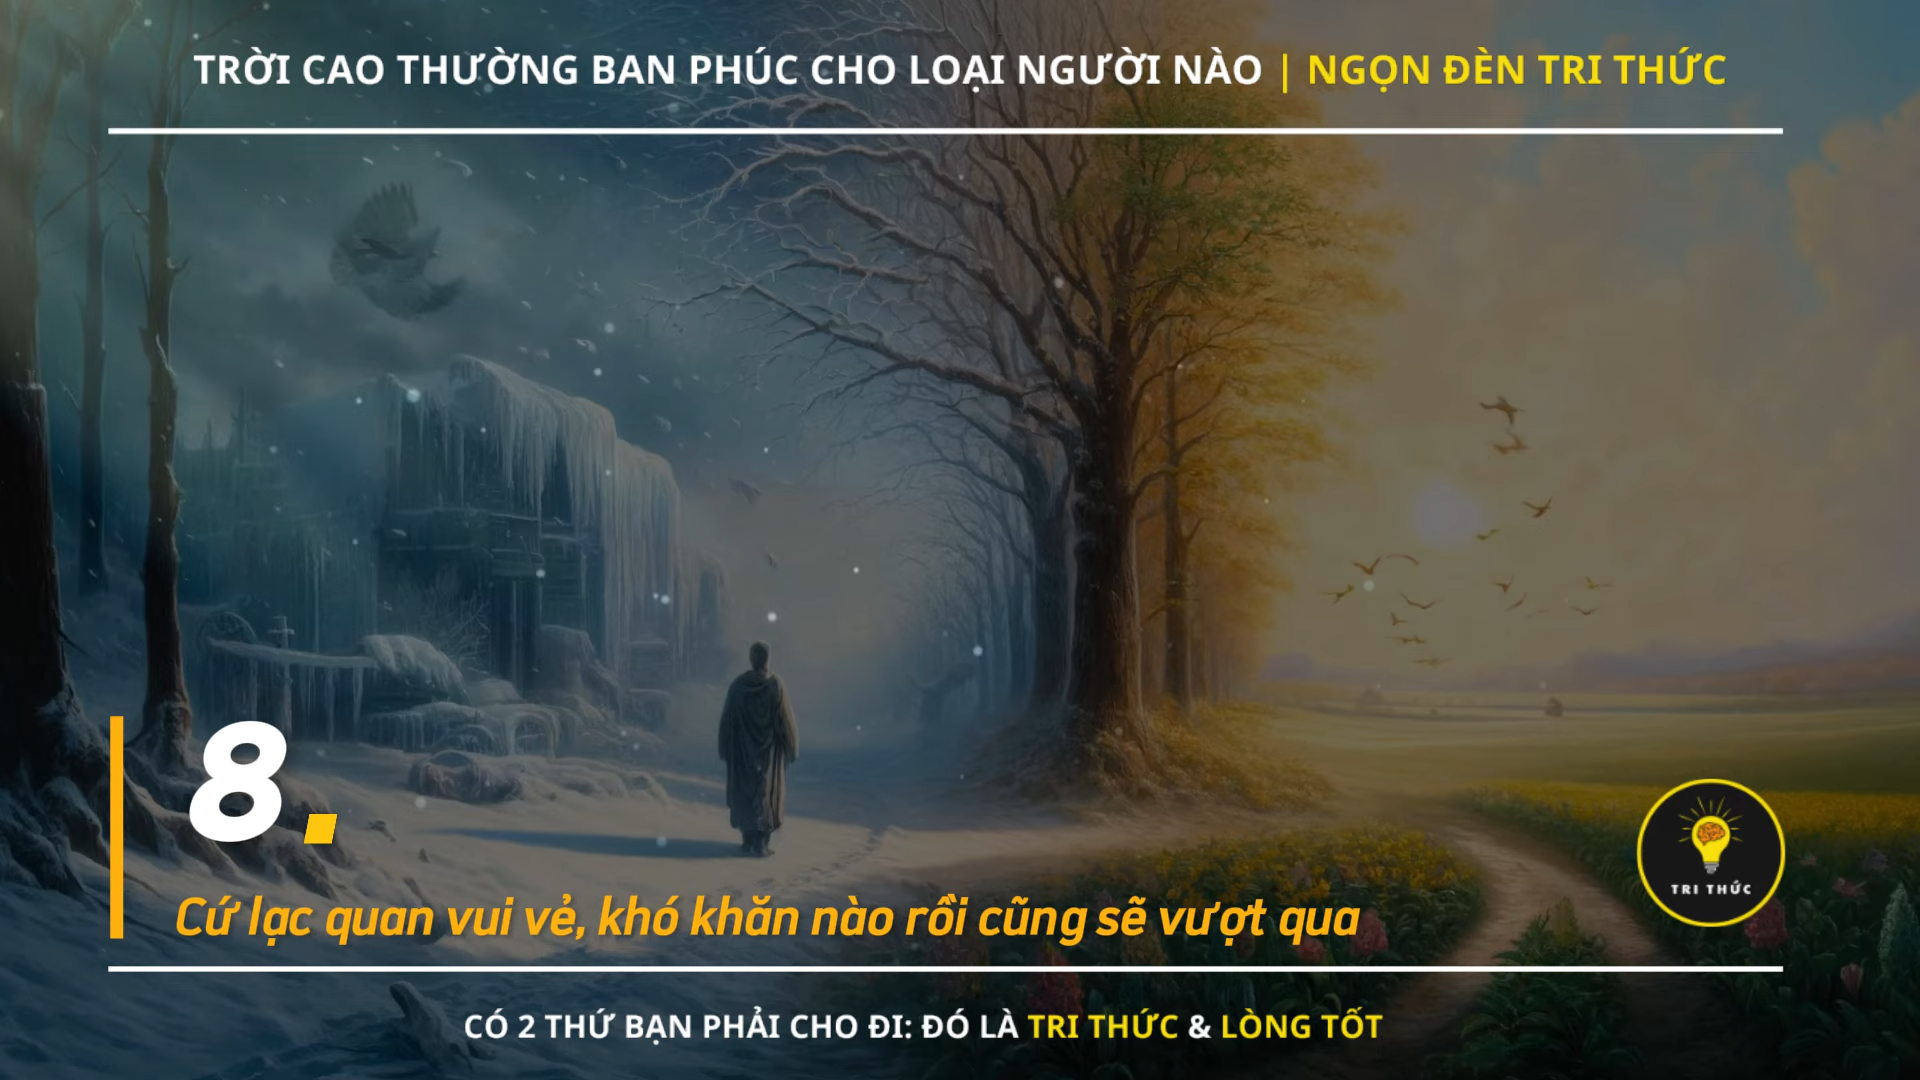 TRỜI CAO THƯỜNG BAN PHÚC CHO LOẠI NGƯỜI NÀO | NGỌN ĐÈN TRI THỨC
8.
Cứ lạc quan vui vẻ, khó khăn nào rồi cũng sẽ vượt qua
TRI THỨC
CÓ 2 THỨ BẠN PHẢI CHO ĐI: ĐÓ LÀ TRI THỨC & LÒNG TỐT